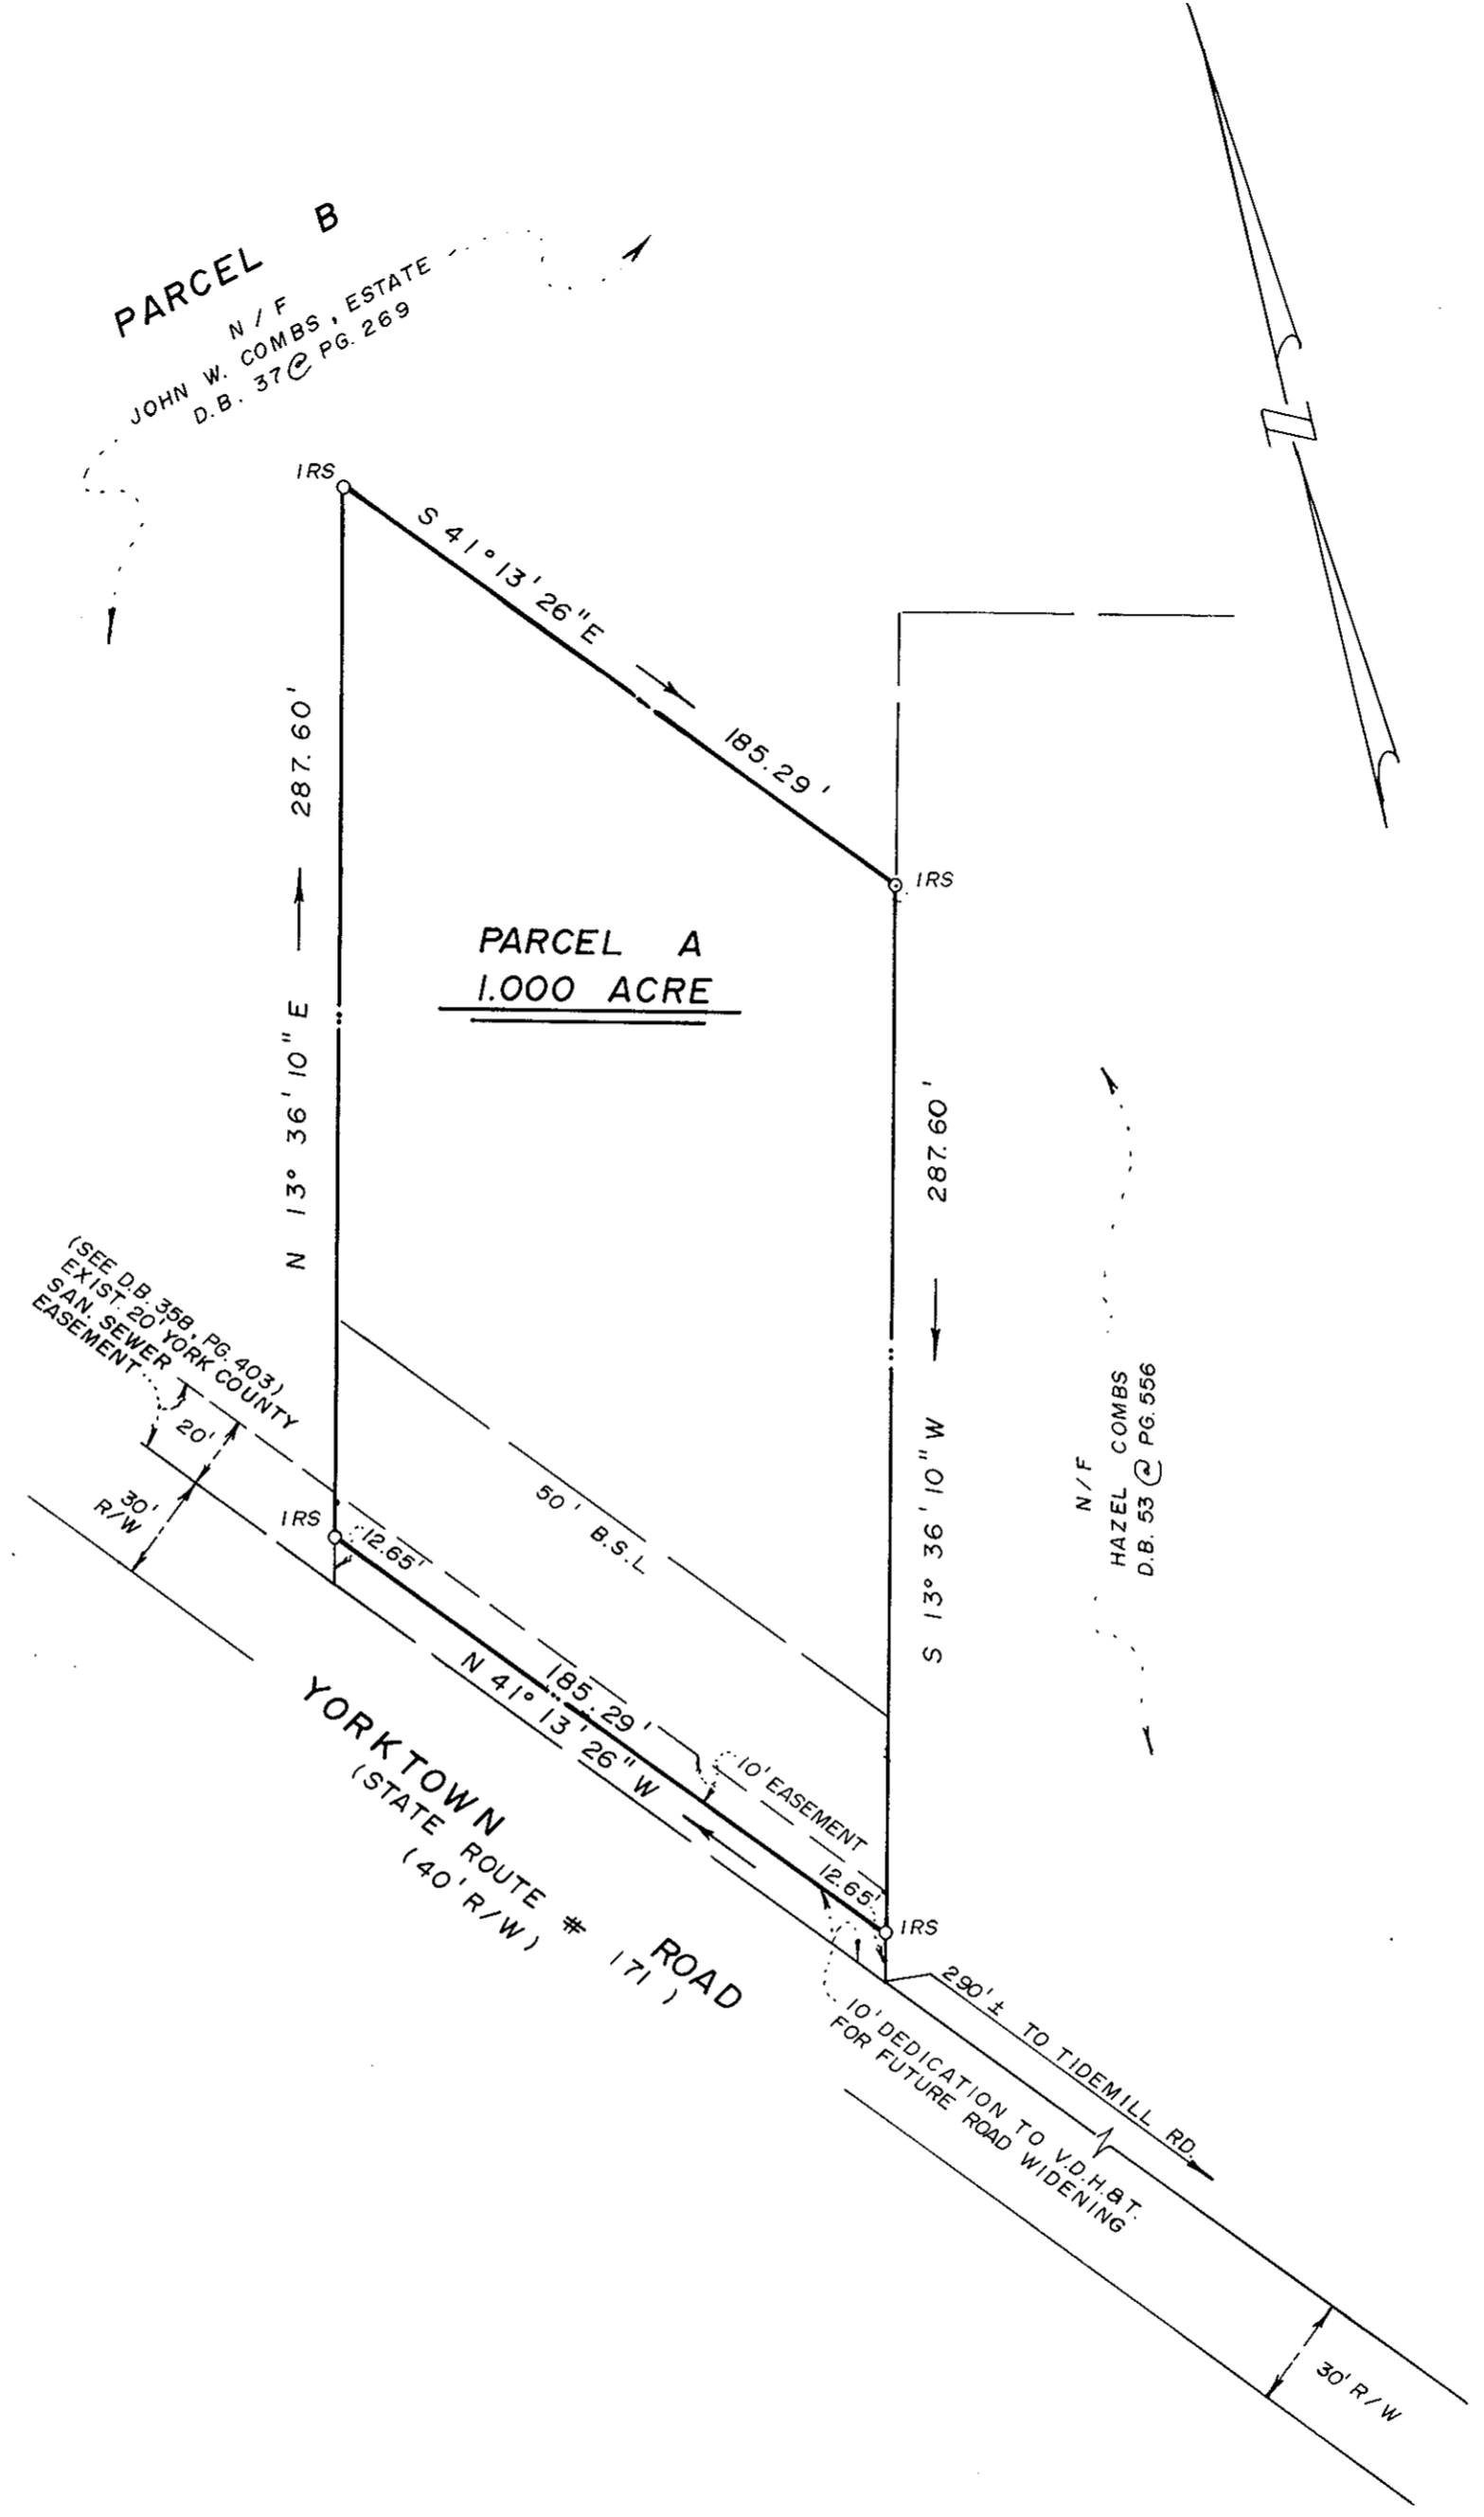 PARCEL B
N / F
JOHN W. COMBS, ESTATE
D.B. 37 @ PG. 269
IRS
S 41° 13' 26" E
185.29'
N
287.60'
N 13° 36' 10" E
IRS
PARCEL A
1.000 ACRE
287.60'
S 13° 36' 10" W
N/F
HAZEL COMBS
D.B. 53 @ PG. 556
(SEE D.B. 358, PG. 403)
EXIST. 20' YORK COUNTY
SAN. SEWER
EASEMENT
20'
30'
R/W
IRS
12.65'
50' B.S.L
185.29'
N 41° 13' 26" W
10' EASEMENT
12.65'
IRS
YORKTOWN ROAD
(STATE ROUTE # 171)
(40' R/W)
290'± TO TIDEMILL RD.
10' DEDICATION TO V.D.H.&T.
FOR FUTURE ROAD WIDENING
30' R/W